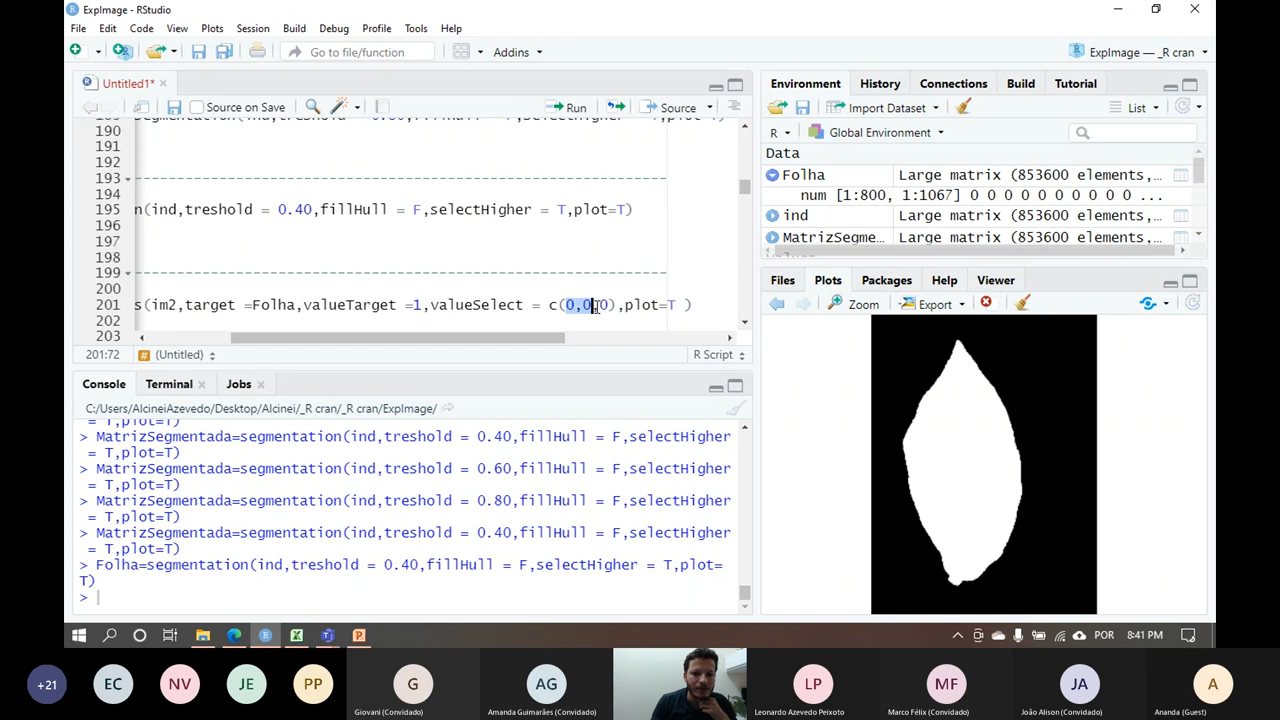 ExpImage - RStudio
File Edit Code View Plots Session Build Debug Profile Tools Help
Go to file/function Addins ExpImage — _R cran
Untitled1*
Source on Save Run Source
190
191
192
193
194
195 n(ind,treshold = 0.40,fillHull = F,selectHigher = T,plot=T)
196
197
198
199
200
201 s(im2,target =Folha,valueTarget =1,valueSelect = c(0,0,0),plot=T )
202
203
201:72 (Untitled) R Script
Console Terminal Jobs
C:/Users/AlcineiAzevedo/Desktop/Alcinei/_R cran/_R cran/ExpImage/
= T,plot=T)
> MatrizSegmentada=segmentation(ind,treshold = 0.40,fillHull = F,selectHigher
= T,plot=T)
> MatrizSegmentada=segmentation(ind,treshold = 0.60,fillHull = F,selectHigher
= T,plot=T)
> MatrizSegmentada=segmentation(ind,treshold = 0.80,fillHull = F,selectHigher
= T,plot=T)
> MatrizSegmentada=segmentation(ind,treshold = 0.40,fillHull = F,selectHigher
= T,plot=T)
> Folha=segmentation(ind,treshold = 0.40,fillHull = F,selectHigher = T,plot=
T)
>
Environment History Connections Build Tutorial
Import Dataset List
R Global Environment
Data
Folha Large matrix (853600 elements,…
num [1:800, 1:1067] 0 0 0 0 0 0 0 0 0 0 ...
ind Large matrix (853600 elements,…
MatrizSegme… Large matrix (853600 elements,…
Files Plots Packages Help Viewer
Zoom Export
POR 8:41 PM
+21 EC NV JE PP G AG LP MF JA A
Giovani (Convidado) Amanda Guimarães (Convidado) Leonardo Azevedo Peixoto Marco Félix (Convidado) João Alison (Convidado) Ananda (Guest)